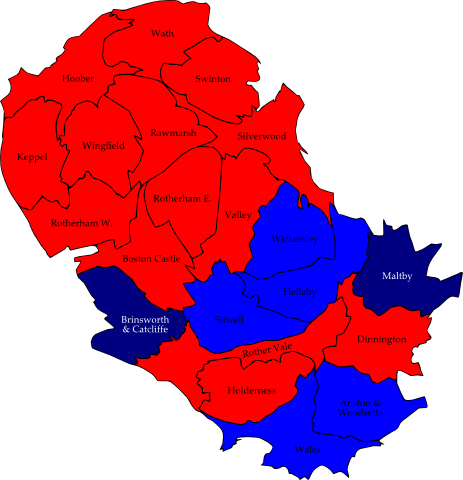 Wath
Hoober
Swinton
Rawmarsh
Silverwood
Wingfield
Keppel
Rotherham E.
Valley
Rotherham W.
Wickersley
Boston Castle
Maltby
Hellaby
Brinsworth
& Catcliffe
Sitwell
Dinnington
Rother Vale
Holderness
Anston &
Woodsetts
Wales